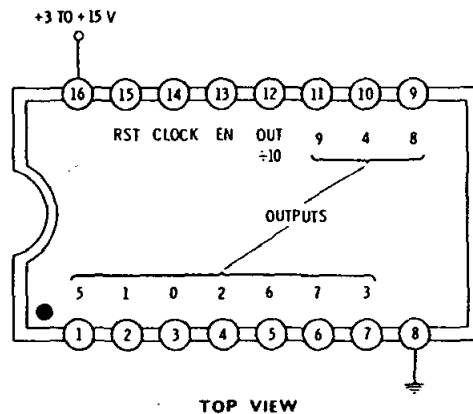 +3 TO +15 V
16 15 14 13 12 11 10 9
RST CLOCK EN OUT 9 4 8
÷10
OUTPUTS
5 1 0 2 6 7 3
1 2 3 4 5 6 7 8
TOP VIEW